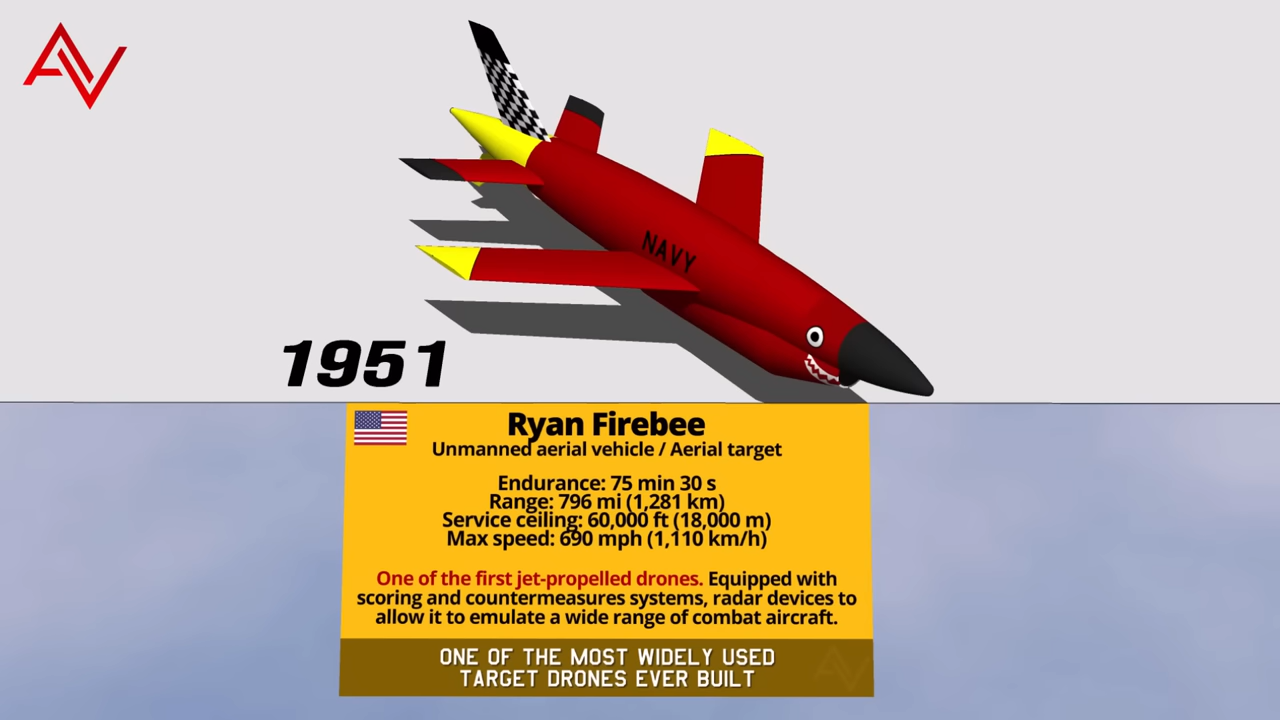 AV
NAVY
1951
Ryan Firebee
Unmanned aerial vehicle / Aerial target
Endurance: 75 min 30 s
Range: 796 mi (1,281 km)
Service ceiling: 60,000 ft (18,000 m)
Max speed: 690 mph (1,110 km/h)
One of the first jet-propelled drones. Equipped with
scoring and countermeasures systems, radar devices to
allow it to emulate a wide range of combat aircraft.
ONE OF THE MOST WIDELY USED
TARGET DRONES EVER BUILT